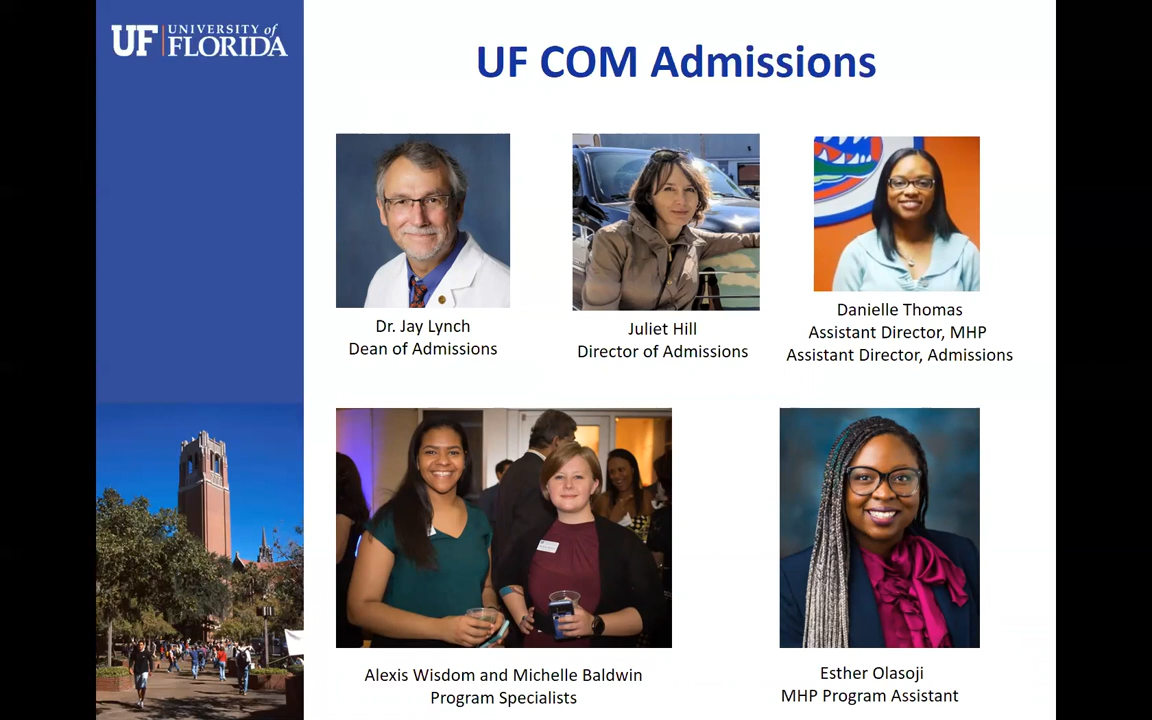 UF UNIVERSITY of
FLORIDA
UF COM Admissions
Dr. Jay Lynch
Dean of Admissions
Juliet Hill
Director of Admissions
Danielle Thomas
Assistant Director, MHP
Assistant Director, Admissions
Alexis Wisdom and Michelle Baldwin
Program Specialists
Esther Olasoji
MHP Program Assistant